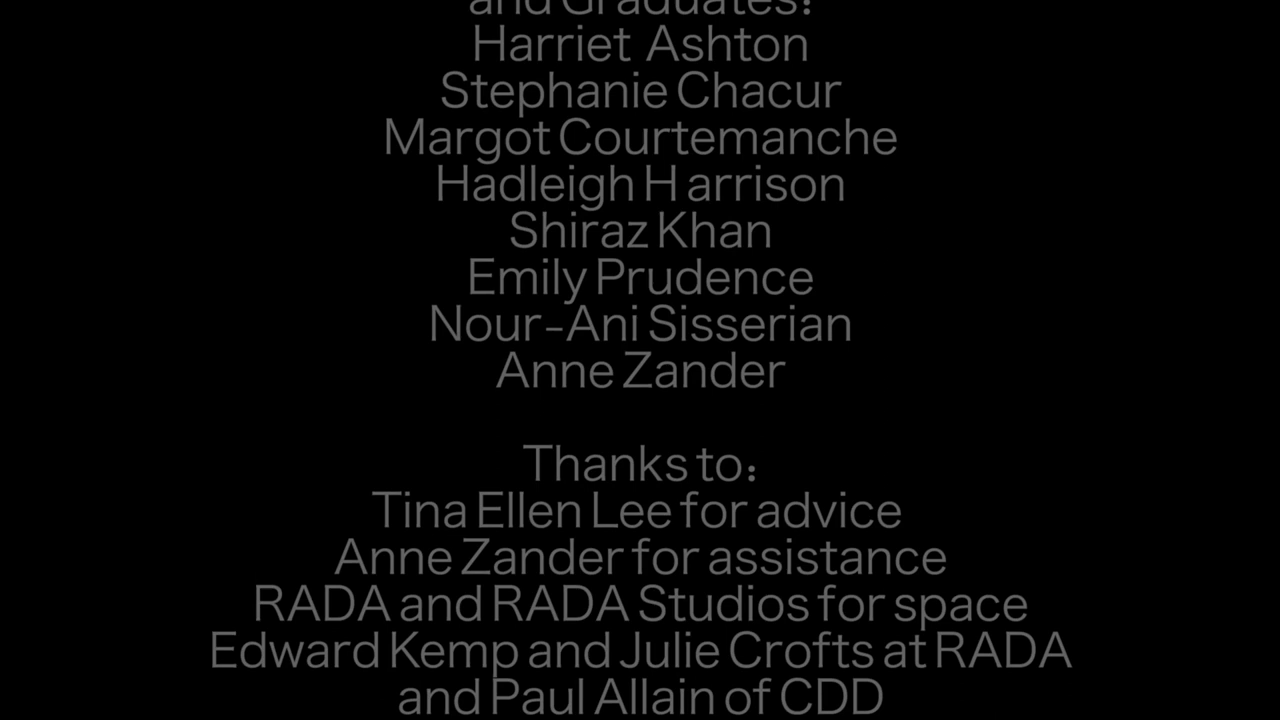 and Graduates:
Harriet Ashton
Stephanie Chacur
Margot Courtemanche
Hadleigh H arrison
Shiraz Khan
Emily Prudence
Nour-Ani Sisserian
Anne Zander
Thanks to:
Tina Ellen Lee for advice
Anne Zander for assistance
RADA and RADA Studios for space
Edward Kemp and Julie Crofts at RADA
and Paul Allain of CDD